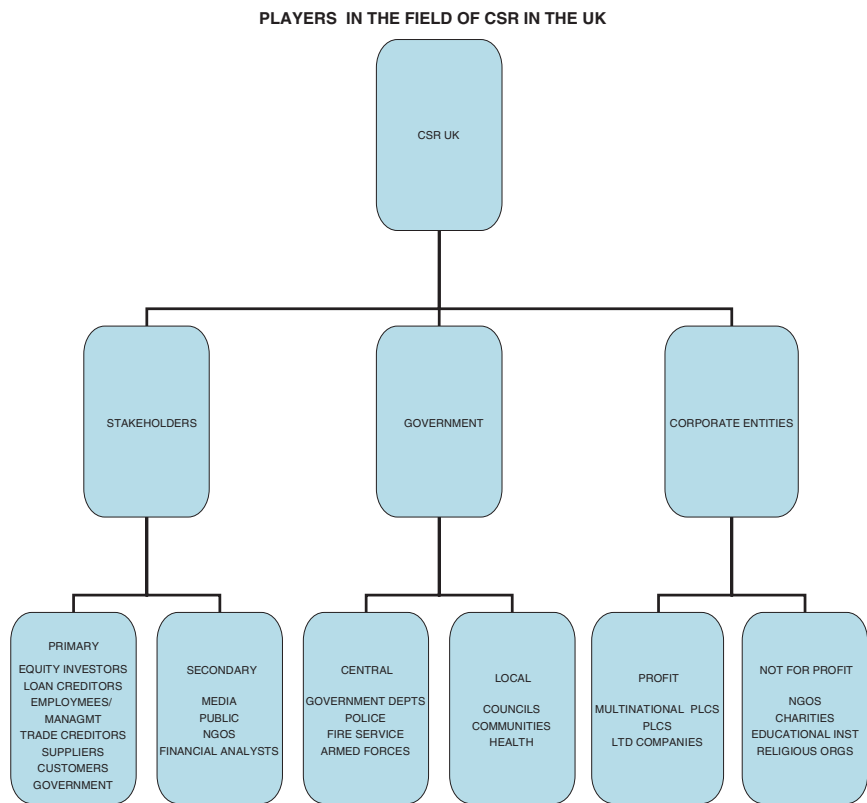 PLAYERS IN THE FIELD OF CSR IN THE UK
CSR UK
STAKEHOLDERS
GOVERNMENT
CORPORATE ENTITIES
PRIMARY
EQUITY INVESTORS
LOAN CREDITORS
EMPLOYMEES/
MANAGMT
TRADE CREDITORS
SUPPLIERS
CUSTOMERS
GOVERNMENT
SECONDARY
MEDIA
PUBLIC
NGOS
FINANCIAL ANALYSTS
CENTRAL
GOVERNMENT DEPTS
POLICE
FIRE SERVICE
ARMED FORCES
LOCAL
COUNCILS
COMMUNITIES
HEALTH
PROFIT
MULTINATIONAL PLCS
PLCS
LTD COMPANIES
NOT FOR PROFIT
NGOS
CHARITIES
EDUCATIONAL INST
RELIGIOUS ORGS